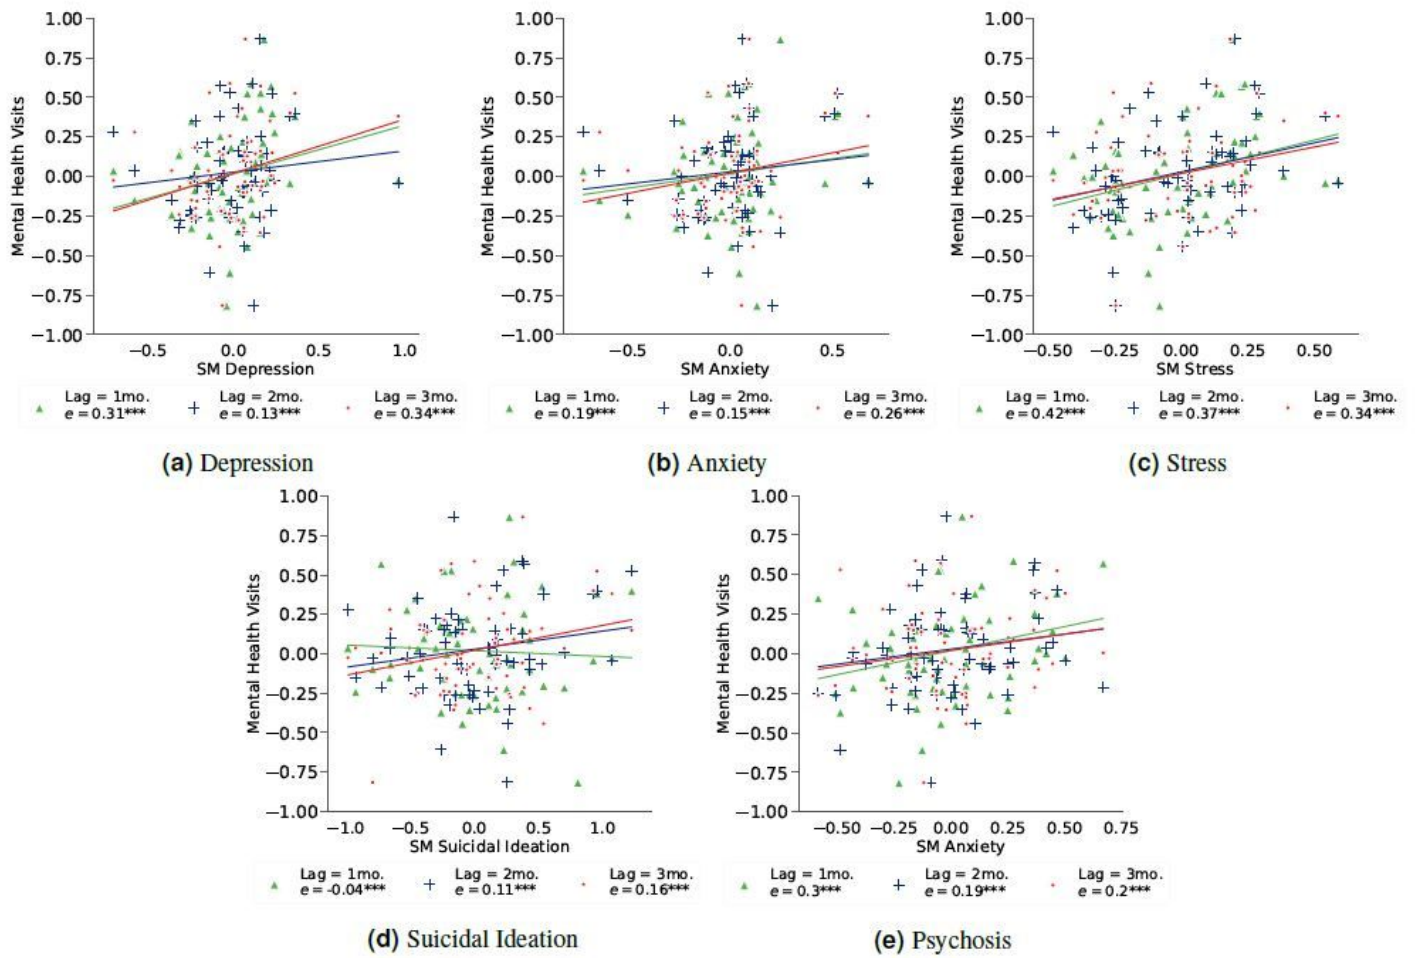 1.00
0.75
0.50
0.25
0.00
−0.25
−0.50
−0.75
−1.00
Mental Health Visits
−0.5 0.0 0.5 1.0
SM Depression
Lag = 1mo. Lag = 2mo. Lag = 3mo.
e = 0.31*** e = 0.13*** e = 0.34***
(a) Depression
1.00
0.75
0.50
0.25
0.00
−0.25
−0.50
−0.75
−1.00
Mental Health Visits
−0.5 0.0 0.5
SM Anxiety
Lag = 1mo. Lag = 2mo. Lag = 3mo.
e = 0.19*** e = 0.15*** e = 0.26***
(b) Anxiety
1.00
0.75
0.50
0.25
0.00
−0.25
−0.50
−0.75
−1.00
Mental Health Visits
−0.50 −0.25 0.00 0.25 0.50
SM Stress
Lag = 1mo. Lag = 2mo. Lag = 3mo.
e = 0.42*** e = 0.37*** e = 0.34***
(c) Stress
1.00
0.75
0.50
0.25
0.00
−0.25
−0.50
−0.75
−1.00
Mental Health Visits
−1.0 −0.5 0.0 0.5 1.0
SM Suicidal Ideation
Lag = 1mo. Lag = 2mo. Lag = 3mo.
e = -0.04*** e = 0.11*** e = 0.16***
(d) Suicidal Ideation
1.00
0.75
0.50
0.25
0.00
−0.25
−0.50
−0.75
−1.00
Mental Health Visits
−0.50 −0.25 0.00 0.25 0.50 0.75
SM Anxiety
Lag = 1mo. Lag = 2mo. Lag = 3mo.
e = 0.3*** e = 0.19*** e = 0.2***
(e) Psychosis